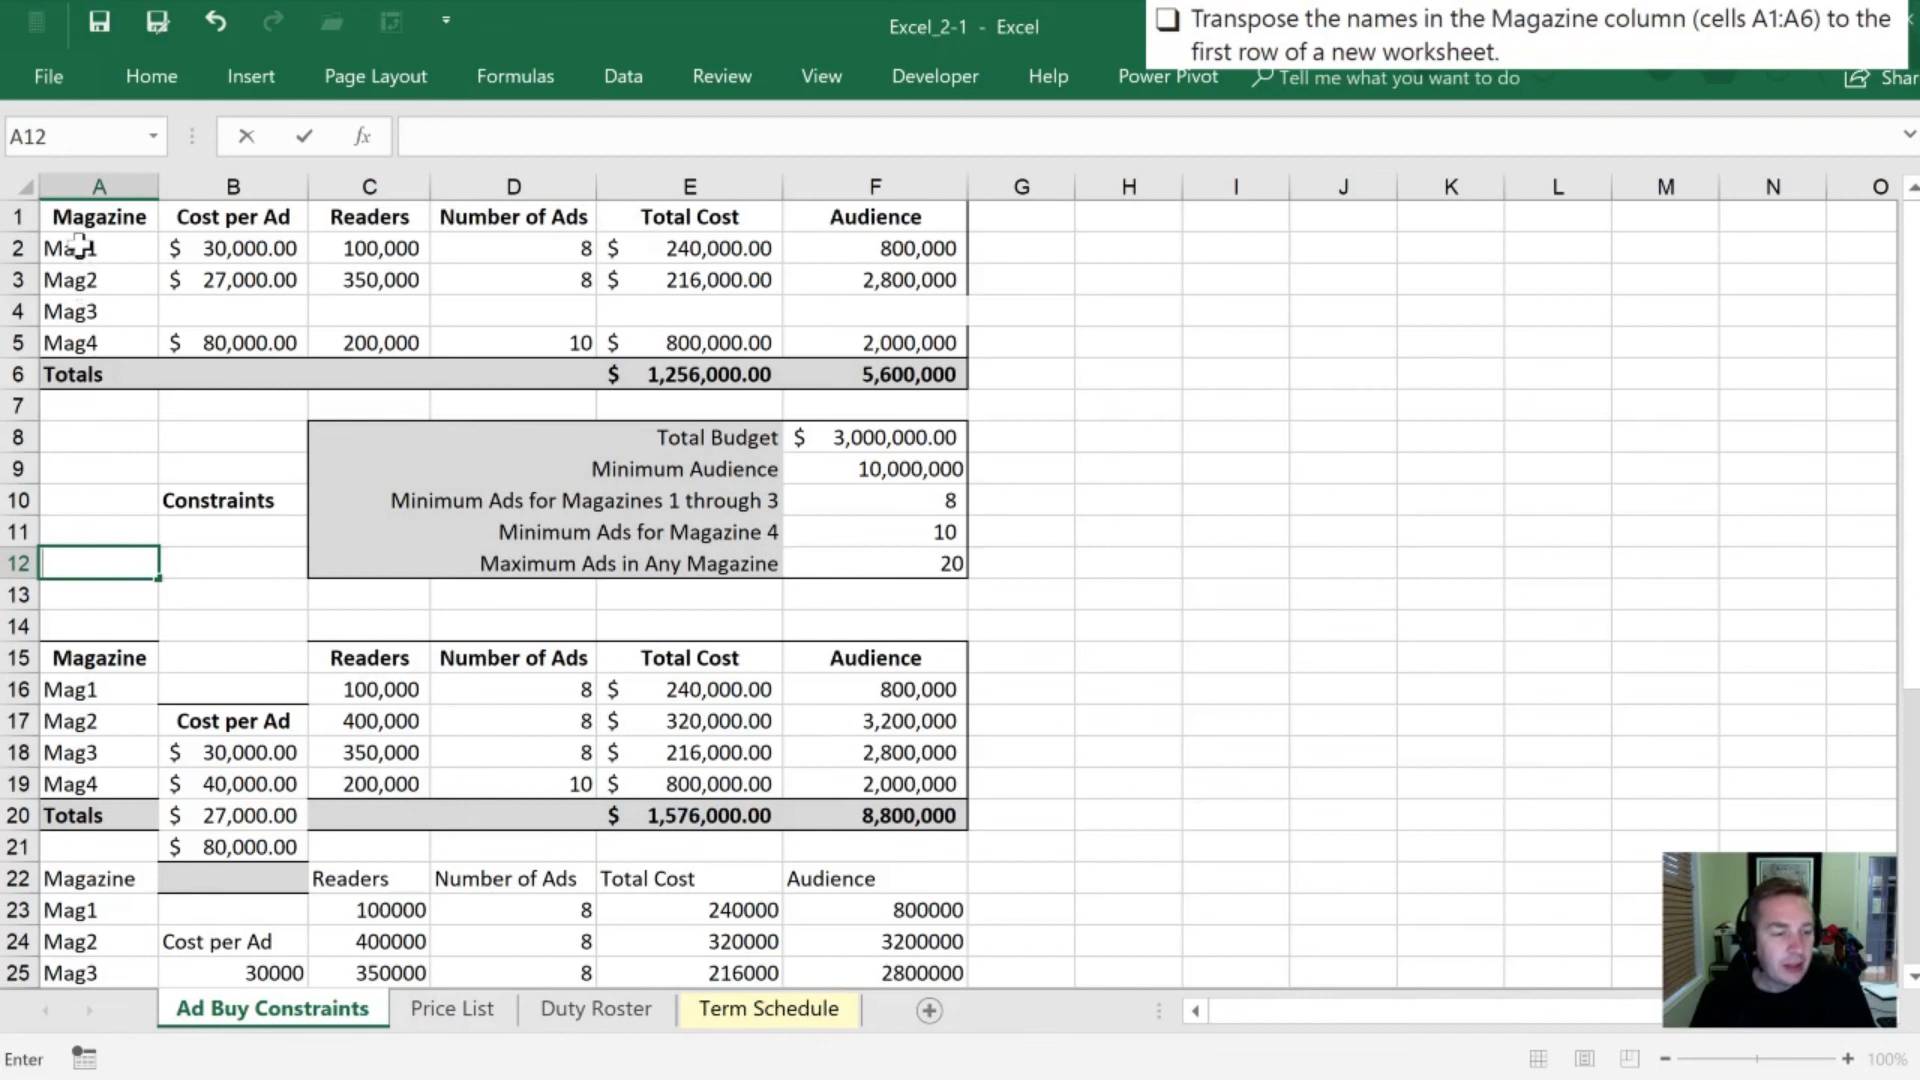 Excel_2-1 - Excel
Transpose the names in the Magazine column (cells A1:A6) to the
first row of a new worksheet.
File Home Insert Page Layout Formulas Data Review View Developer Help Power Pivot Tell me what you want to do Shar
A12 fx
A B C D E F G H I J K L M N O
1 Magazine Cost per Ad Readers Number of Ads Total Cost Audience
2 Mag1 $ 30,000.00 100,000 8 $ 240,000.00 800,000
3 Mag2 $ 27,000.00 350,000 8 $ 216,000.00 2,800,000
4 Mag3
5 Mag4 $ 80,000.00 200,000 10 $ 800,000.00 2,000,000
6 Totals $ 1,256,000.00 5,600,000
7
8 Total Budget $ 3,000,000.00
9 Minimum Audience 10,000,000
10 Constraints Minimum Ads for Magazines 1 through 3 8
11 Minimum Ads for Magazine 4 10
12 Maximum Ads in Any Magazine 20
13
14
15 Magazine Readers Number of Ads Total Cost Audience
16 Mag1 100,000 8 $ 240,000.00 800,000
17 Mag2 Cost per Ad 400,000 8 $ 320,000.00 3,200,000
18 Mag3 $ 30,000.00 350,000 8 $ 216,000.00 2,800,000
19 Mag4 $ 40,000.00 200,000 10 $ 800,000.00 2,000,000
20 Totals $ 27,000.00 $ 1,576,000.00 8,800,000
21 $ 80,000.00
22 Magazine Readers Number of Ads Total Cost Audience
23 Mag1 100000 8 240000 800000
24 Mag2 Cost per Ad 400000 8 320000 3200000
25 Mag3 30000 350000 8 216000 2800000
Ad Buy Constraints Price List Duty Roster Term Schedule
Enter 100%